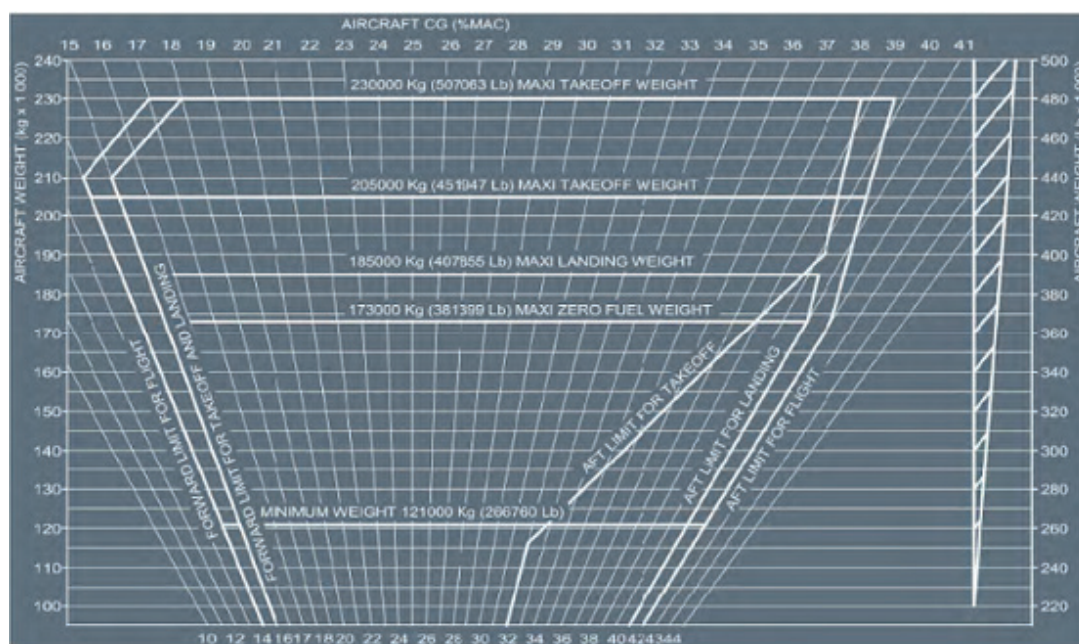 AIRCRAFT CG (%MAC)
15 16 17 18 19 20 21 22 23 24 25 26 27 28 29 30 31 32 33 34 35 36 37 38 39 40 41
240 500
230000 Kg (507063 Lb) MAXI TAKEOFF WEIGHT
230 480
220 460
210 440
205000 Kg (451947 Lb) MAXI TAKEOFF WEIGHT
200 420
190 400
185000 Kg (407855 Lb) MAXI LANDING WEIGHT
180 380
173000 Kg (381399 Lb) MAXI ZERO FUEL WEIGHT
170 360
160 340
150 320
140 300
130 280
MINIMUM WEIGHT 121000 Kg (266760 Lb)
120 260
110 240
100 220
10 12 14 16 17 18 20 22 24 26 28 30 32 34 36 38 40 42 43 44
AIRCRAFT WEIGHT (kg x 1 000)
FORWARD LIMIT FOR FLIGHT
FORWARD LIMIT FOR TAKEOFF AND LANDING
AFT LIMIT FOR TAKEOFF
AFT LIMIT FOR LANDING
AFT LIMIT FOR FLIGHT
AIRCRAFT WEIGHT (Lb x 1 000)